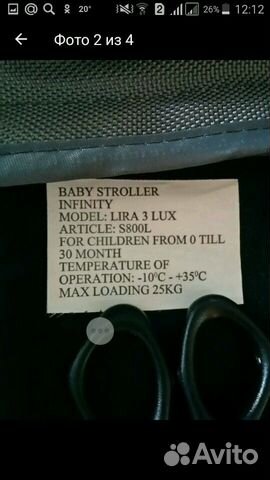 20° 2 26% 12:12
Фото 2 из 4
BABY STROLLER
INFINITY
MODEL: LIRA 3 LUX
ARTICLE: S800L
FOR CHILDREN FROM 0 TILL
30 MONTH
TEMPERATURE OF
OPERATION: -10°C - +35°C
MAX LOADING 25KG
Avito